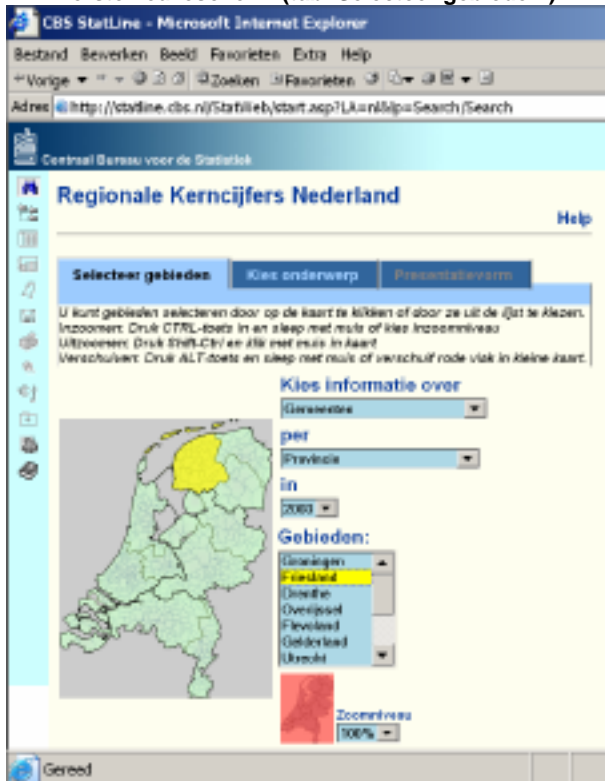 CBS StatLine - Microsoft Internet Explorer
Bestand Bewerken Beeld Favorieten Extra Help
Vorige Zoeken Favorieten
Adres http://statline.cbs.nl/StatWeb/start.asp?LA=nl&lp=Search/Search
Centraal Bureau voor de Statistiek
Regionale Kerncijfers Nederland
Help
Selecteer gebieden Kies onderwerp Presentatievorm
U kunt gebieden selecteren door op de kaart te klikken of door ze uit de lijst te kiezen.
Inzoomen: Druk CTRL-toets in en sleep met muis of kies inzoomniveau
Uitzoomen: Druk Shift-Ctrl en klik met muis in kaart
Verschuiven: Druk ALT-toets en sleep met muis of verschuif rode vlak in kleine kaart.
Kies informatie over
Gemeenten
per
Provincie
in
2003
Gebieden:
Groningen
Friesland
Drenthe
Overijssel
Flevoland
Gelderland
Utrecht
Zoomniveau
100%
Gereed